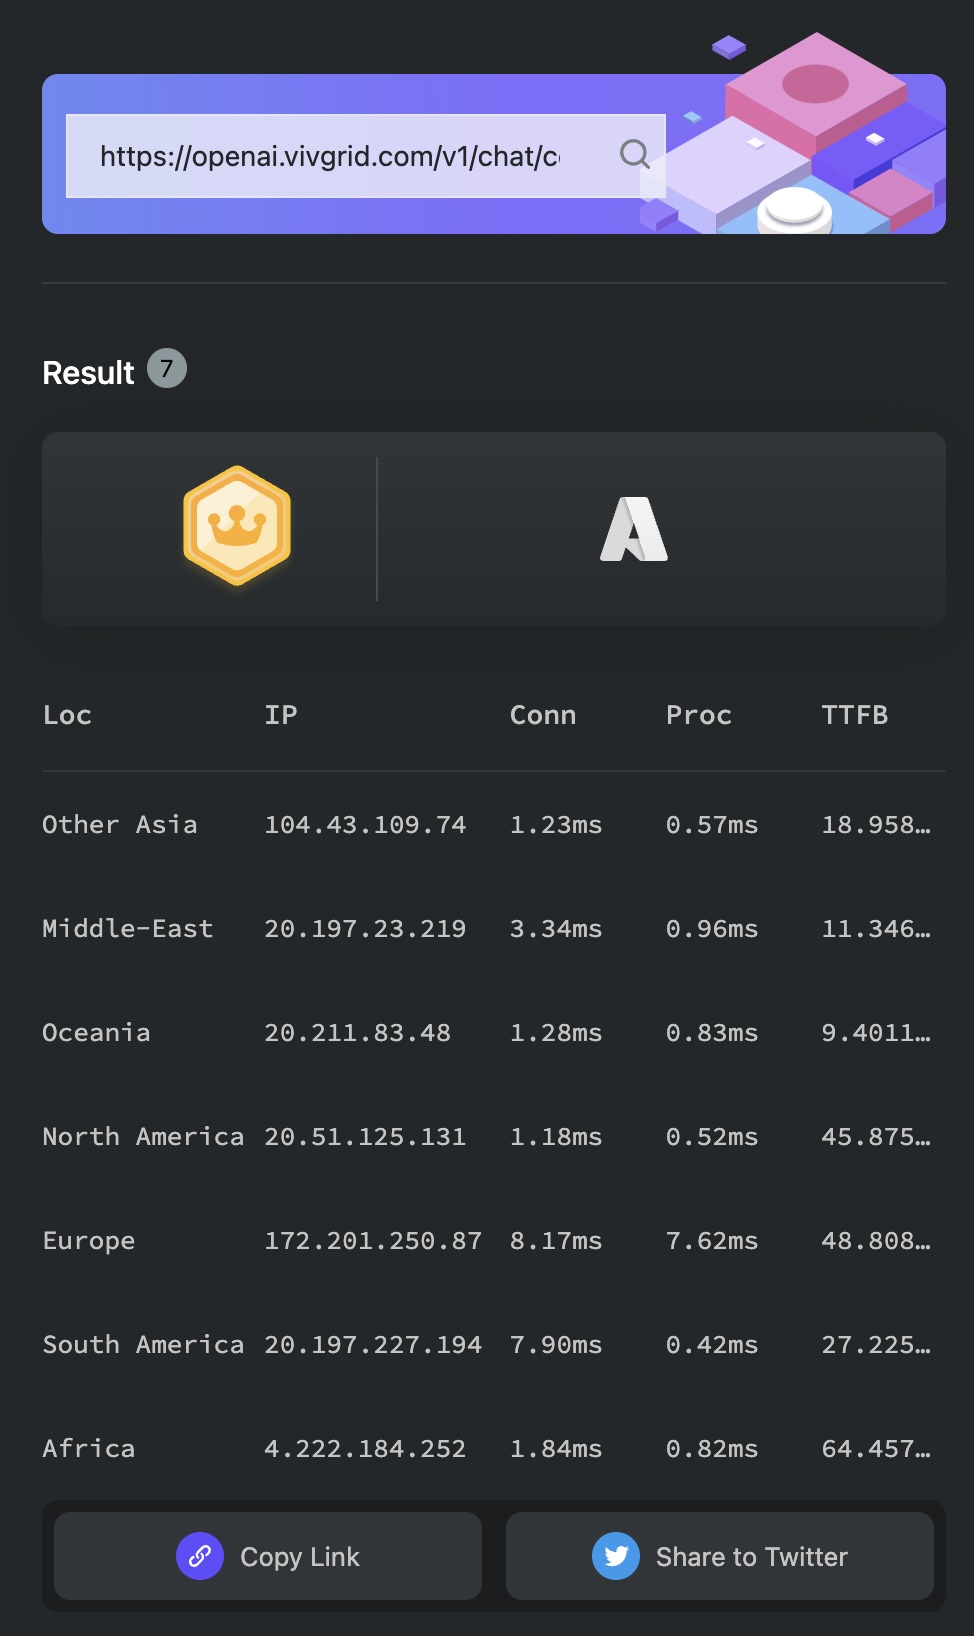 https://openai.vivgrid.com/v1/chat/c
Result 7
Loc IP Conn Proc TTFB
Other Asia 104.43.109.74 1.23ms 0.57ms 18.958…
Middle-East 20.197.23.219 3.34ms 0.96ms 11.346…
Oceania 20.211.83.48 1.28ms 0.83ms 9.4011…
North America 20.51.125.131 1.18ms 0.52ms 45.875…
Europe 172.201.250.87 8.17ms 7.62ms 48.808…
South America 20.197.227.194 7.90ms 0.42ms 27.225…
Africa 4.222.184.252 1.84ms 0.82ms 64.457…
Copy Link Share to Twitter